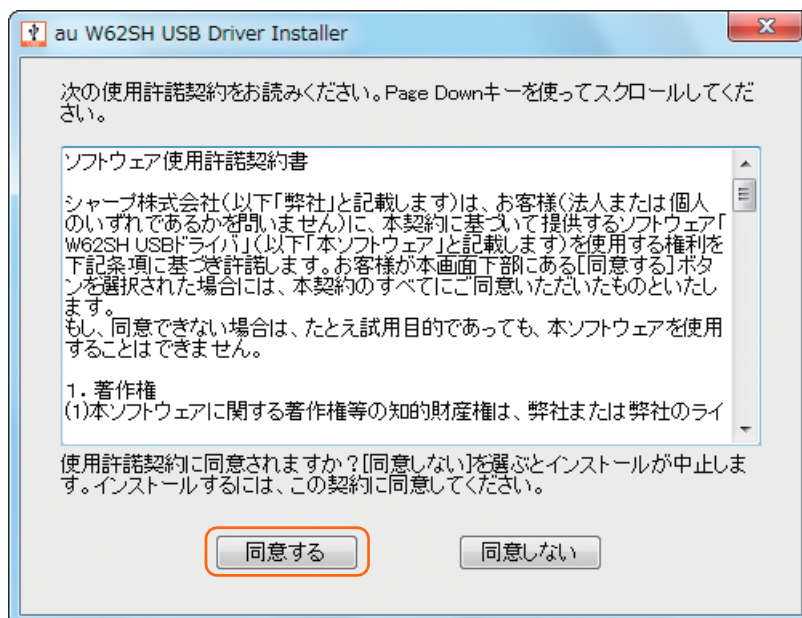 au W62SH USB Driver Installer
次の使用許諾契約をお読みください。Page Downキーを使ってスクロールしてくだ
さい。
ソフトウェア使用許諾契約書
シャープ株式会社(以下「弊社」と記載します)は、お客様(法人または個人
のいずれであるかを問いません)に、本契約に基づいて提供するソフトウェア「
W62SH USBドライバ」(以下「本ソフトウェア」と記載します)を使用する権利を
下記条項に基づき許諾します。お客様が本画面下部にある[同意する]ボタ
ンを選択された場合には、本契約のすべてにご同意いただいたものといたし
ます。
もし、同意できない場合は、たとえ試用目的であっても、本ソフトウェアを使用
することはできません。
１．著作権
(1)本ソフトウェアに関する著作権等の知的財産権は、弊社または弊社のライ
使用許諾契約に同意されますか？[同意しない]を選ぶとインストールが中止しま
す。インストールするには、この契約に同意してください。
同意する
同意しない